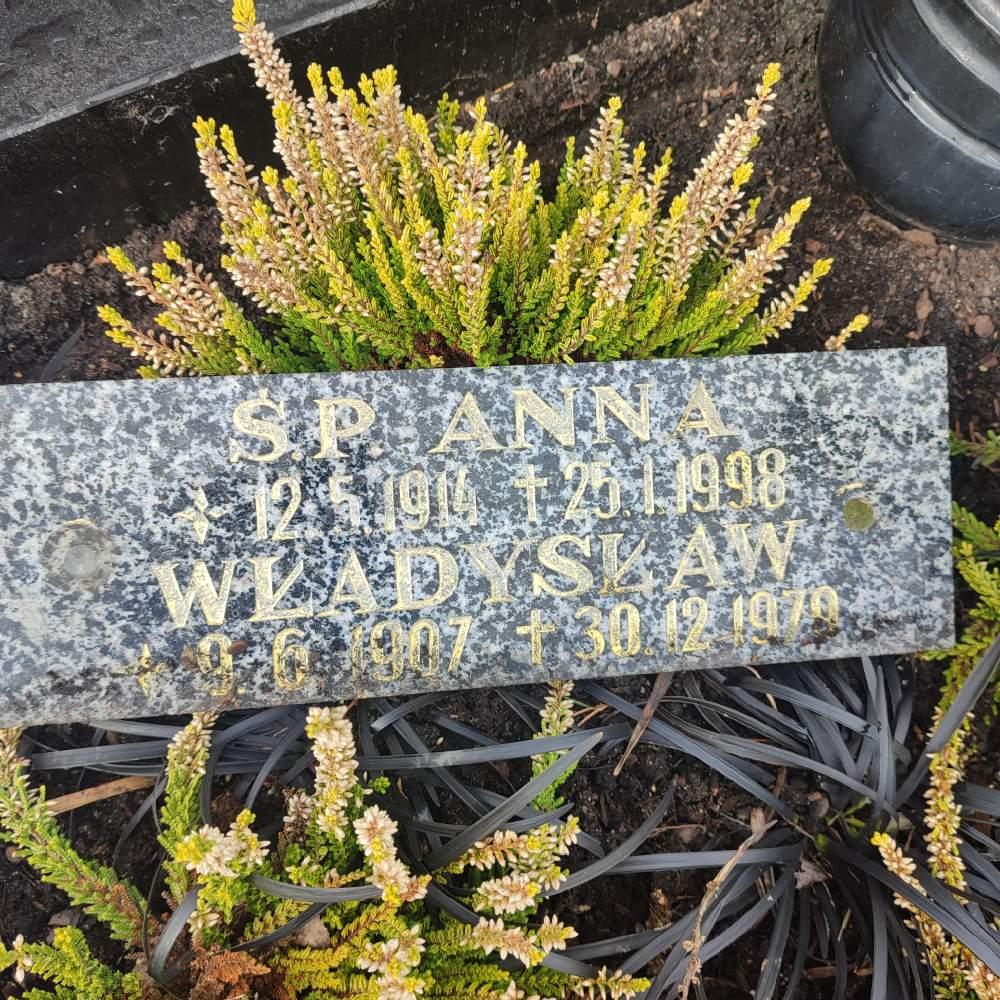 Ś.P. ANNA
12.5.1914 † 25.1.1998
WŁADYSŁAW
9.6.1907 † 30.12.1979